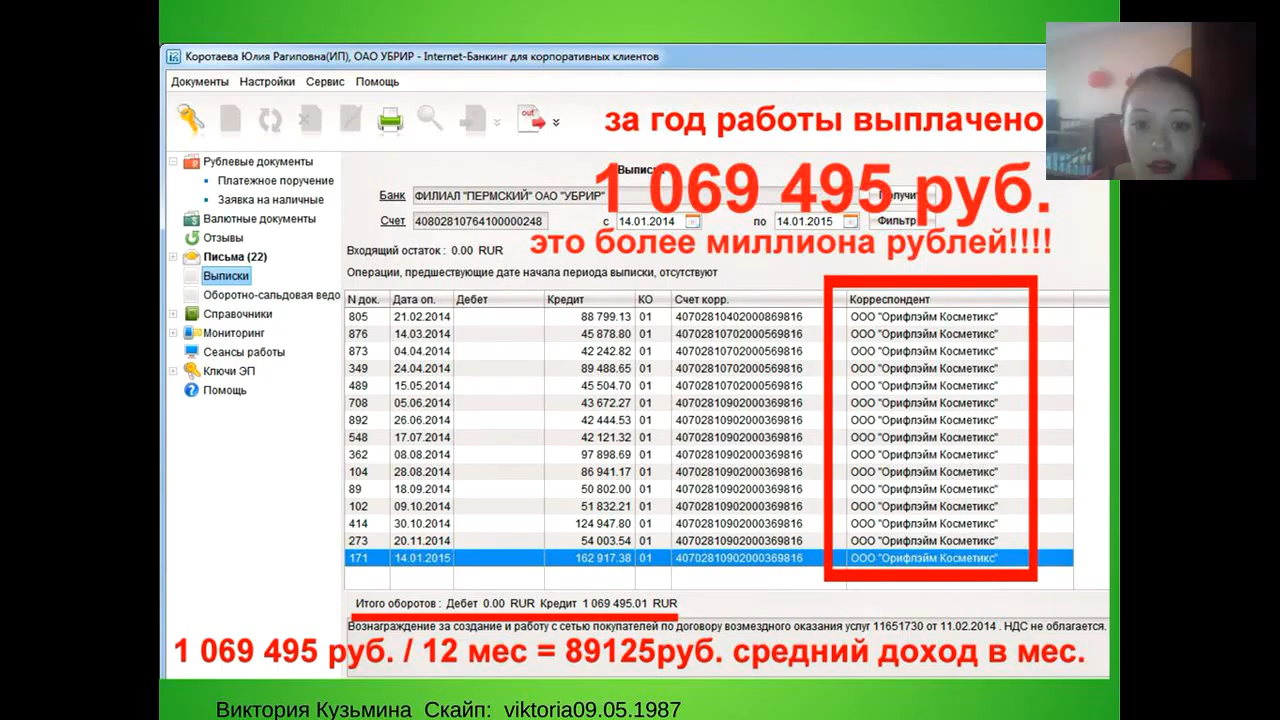 Коротаева Юлия Рагиповна(ИП), ОАО УБРИР - Internet-Банкинг для корпоративных клиентов
Документы Настройки Сервис Помощь
out
за год работы выплачено
1 069 495 руб.
это более миллиона рублей!!!!
Рублевые документы
Платежное поручение
Заявка на наличные
Валютные документы
Отзывы
Письма (22)
Выписки
Оборотно-сальдовая ведо
Справочники
Мониторинг
Сеансы работы
Ключи ЭП
Помощь
Банк ФИЛИАЛ "ПЕРМСКИЙ" ОАО "УБРИР"
Счет 40802810764100000248 с 14.01.2014 по 14.01.2015 Фильтр
Входящий остаток : 0.00 RUR
Операции, предшествующие дате начала периода выписки, отсутствуют
N док. Дата оп. Дебет Кредит КО Счет корр. Корреспондент
805 21.02.2014 88 799.13 01 40702810402000869816 ООО "Орифлэйм Косметикс"
876 14.03.2014 45 878.80 01 40702810702000569816 ООО "Орифлэйм Косметикс"
873 04.04.2014 42 242.82 01 40702810702000569816 ООО "Орифлэйм Косметикс"
349 24.04.2014 89 488.65 01 40702810702000569816 ООО "Орифлэйм Косметикс"
489 15.05.2014 45 504.70 01 40702810702000569816 ООО "Орифлэйм Косметикс"
708 05.06.2014 43 672.27 01 40702810902000369816 ООО "Орифлэйм Косметикс"
892 26.06.2014 42 444.53 01 40702810902000369816 ООО "Орифлэйм Косметикс"
548 17.07.2014 42 121.32 01 40702810902000369816 ООО "Орифлэйм Косметикс"
362 08.08.2014 97 898.69 01 40702810902000369816 ООО "Орифлэйм Косметикс"
104 28.08.2014 86 941.17 01 40702810902000369816 ООО "Орифлэйм Косметикс"
89 18.09.2014 50 802.00 01 40702810902000369816 ООО "Орифлэйм Косметикс"
102 09.10.2014 51 832.21 01 40702810902000369816 ООО "Орифлэйм Косметикс"
414 30.10.2014 124 947.80 01 40702810902000369816 ООО "Орифлэйм Косметикс"
273 20.11.2014 54 003.54 01 40702810902000369816 ООО "Орифлэйм Косметикс"
171 14.01.2015 162 917.38 01 40702810902000369816 ООО "Орифлэйм Косметикс"
Итого оборотов : Дебет 0.00 RUR Кредит 1 069 495.01 RUR
Вознаграждение за создание и работу с сетью покупателей по договору возмездного оказания услуг 11651730 от 11.02.2014 . НДС не облагается.
1 069 495 руб. / 12 мес = 89125руб. средний доход в мес.
Виктория Кузьмина Скайп: viktoria09.05.1987